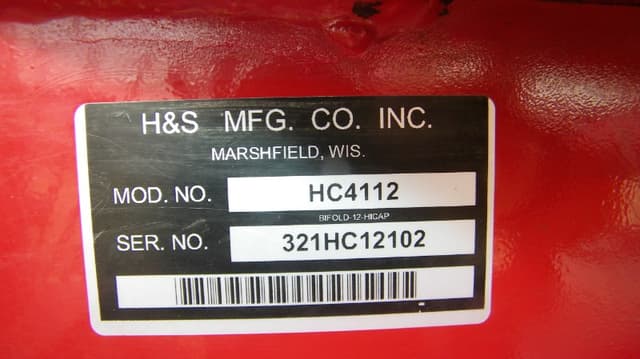 H&S MFG. CO. INC.
MARSHFIELD, WIS.
MOD. NO. HC4112
BIFOLD-12-HICAP
SER. NO. 321HC12102